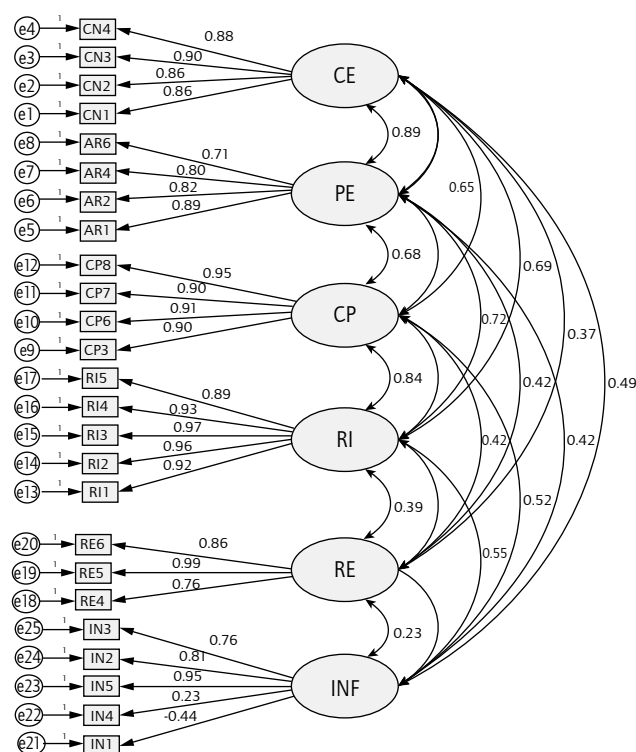 e4 1 CN4 0.88
e3 1 CN3 0.90
CE
e2 1 CN2 0.86
e1 1 CN1 0.86
0.89
e8 1 AR6 0.71
e7 1 AR4 0.80
0.65
e6 1 AR2 0.82
PE
e5 1 AR1 0.89
0.68
e12 1 CP8 0.95
0.69
e11 1 CP7 0.90
e10 1 CP6 0.91
CP
0.72
0.37
e9 1 CP3 0.90
e17 1 RI5 0.89
0.84
0.42
0.49
e16 1 RI4 0.93
e15 1 RI3 0.97
RI
0.42
0.42
e14 1 RI2 0.96
e13 1 RI1 0.92
0.39
0.52
e20 1 RE6 0.86
0.55
e19 1 RE5 0.99
RE
e18 1 RE4 0.76
e25 1 IN3 0.76
0.23
e24 1 IN2 0.81
e23 1 IN5 0.95
INF
e22 1 IN4 0.23
e21 1 IN1 -0.44